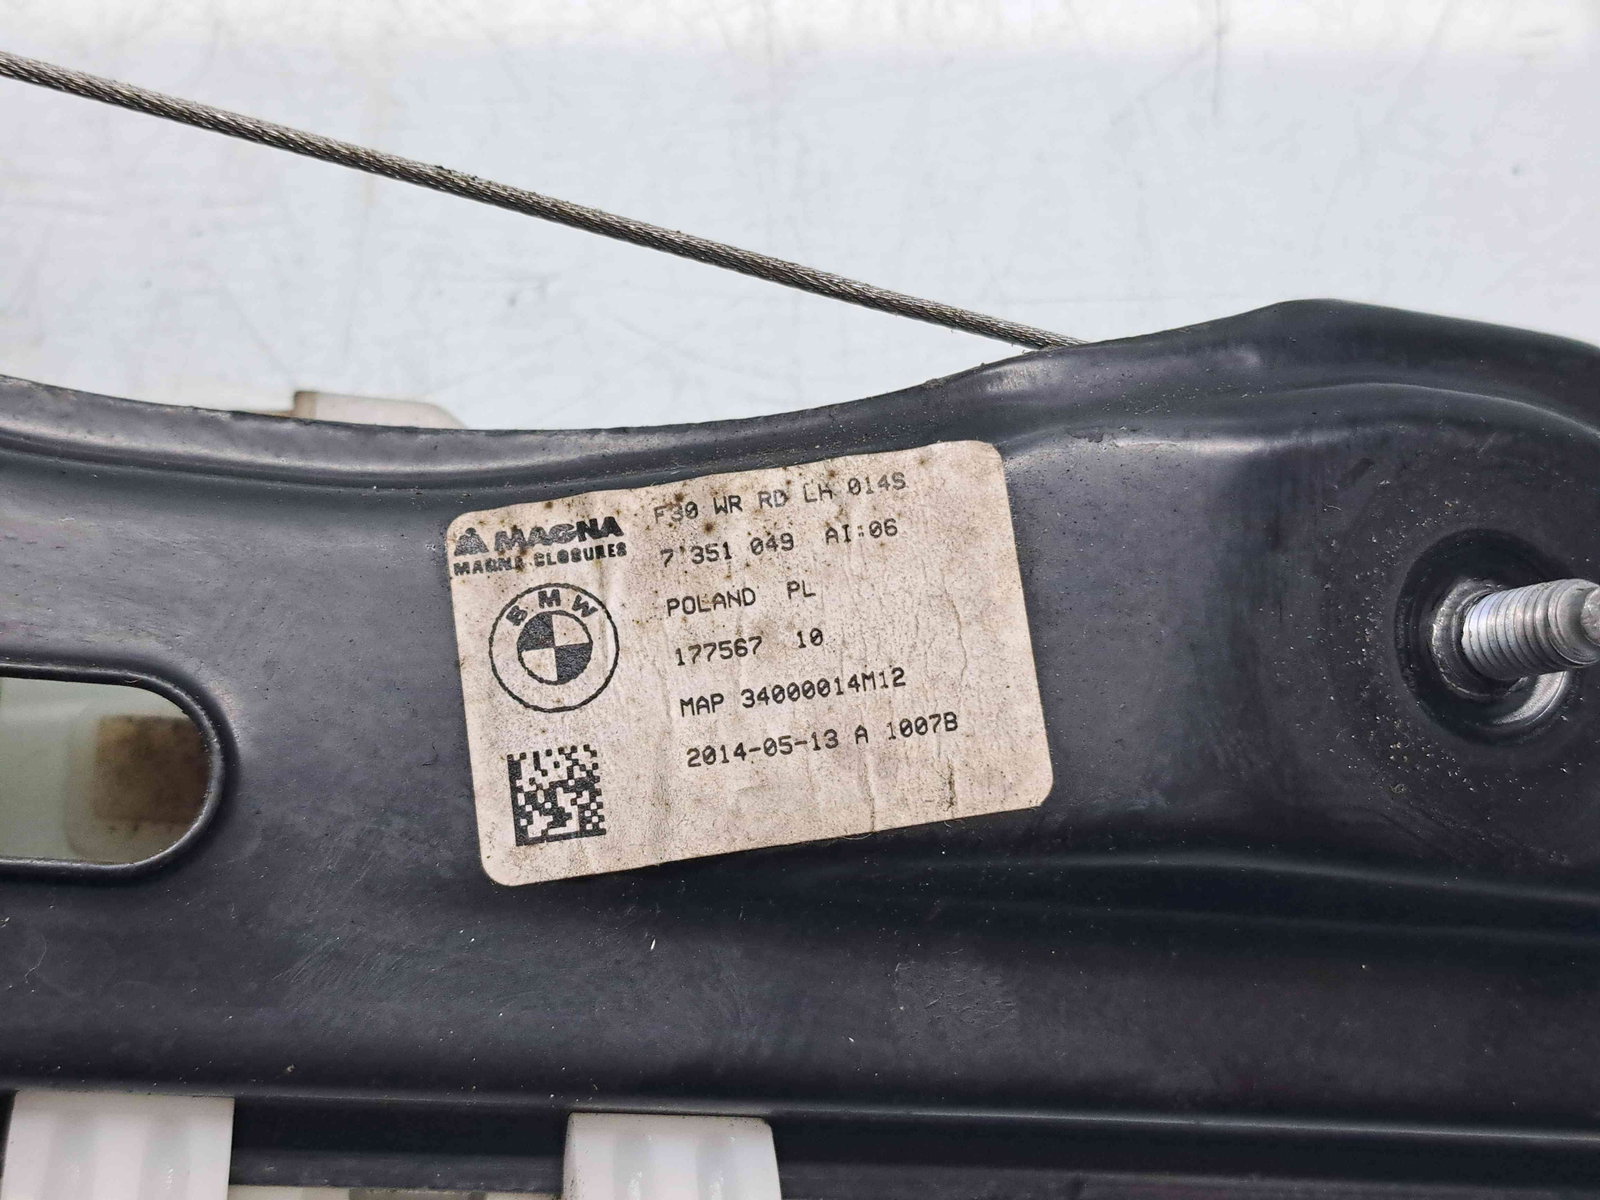 MAGNA
MAGNA CLOSURES
BMW
F30 WR RD LH 014S
7'351 049 AI:06
POLAND PL
177567 10
MAP 34000014M12
2014-05-13 A 1007B